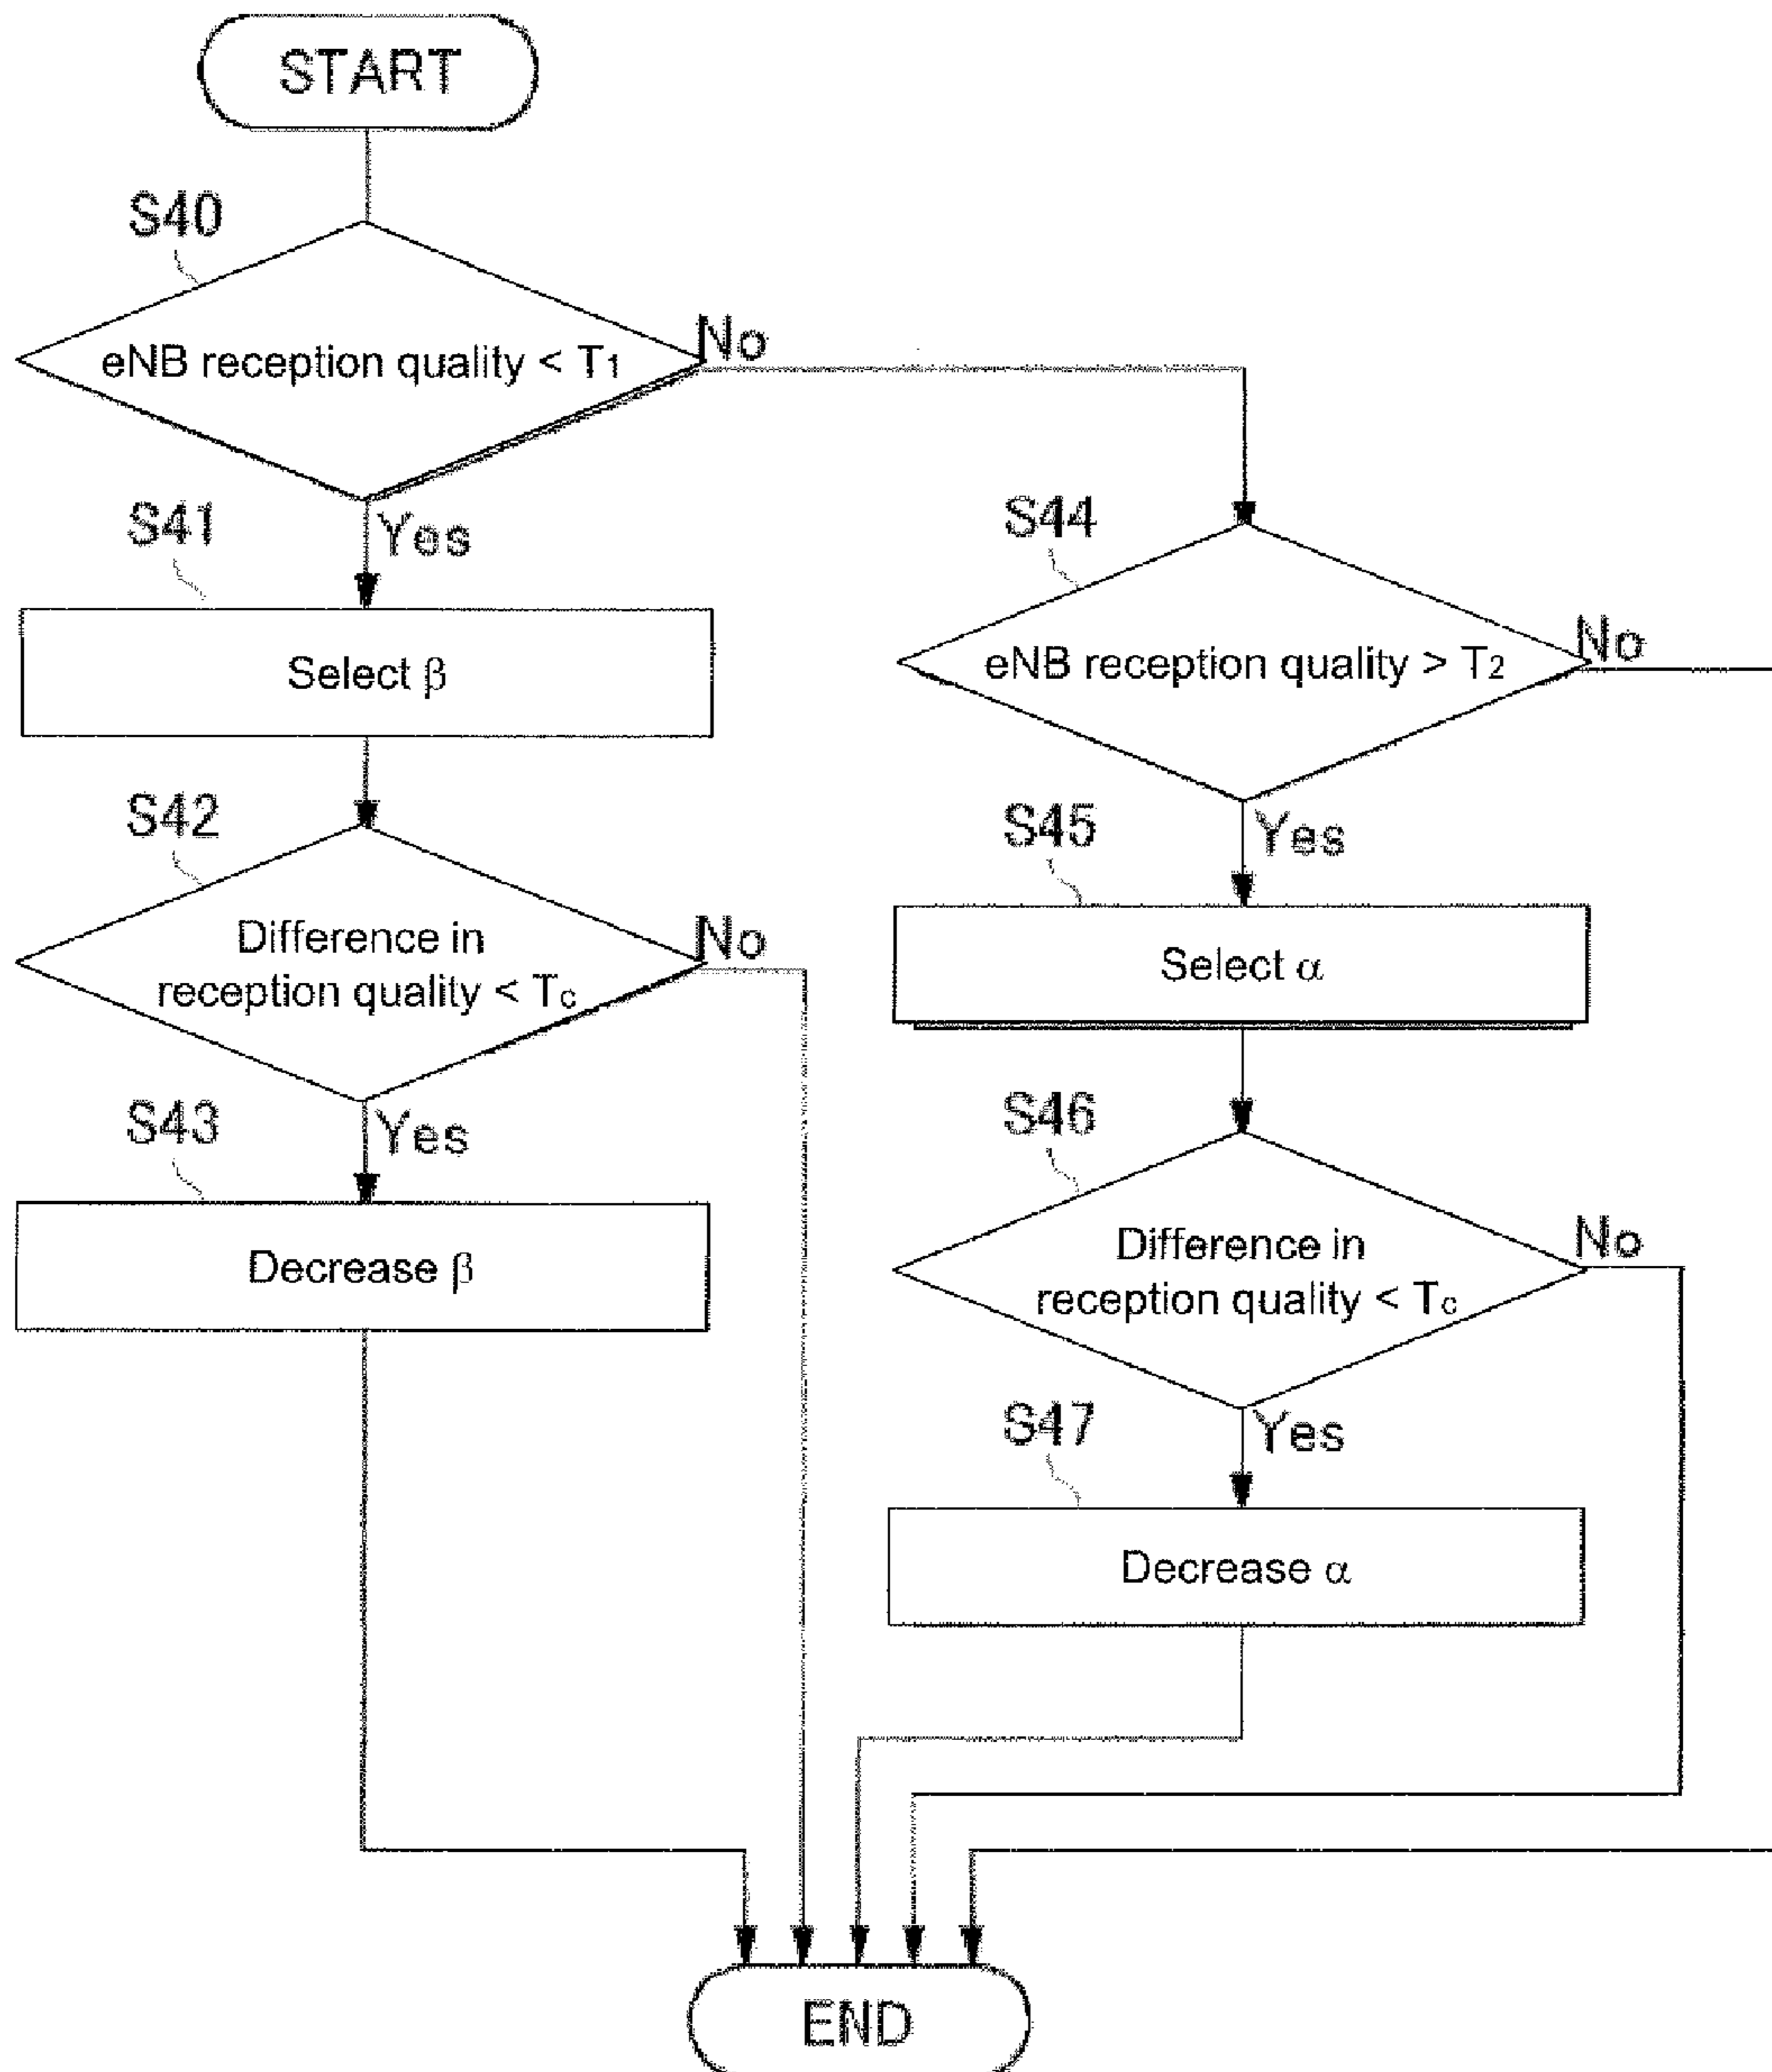 START
S40
eNB reception quality < T1
No
Yes
S41
Select β
S42
Difference in
reception quality < Tc
No
Yes
S43
Decrease β
S44
eNB reception quality > T2
No
Yes
S45
Select α
S46
Difference in
reception quality < Tc
No
Yes
S47
Decrease α
END